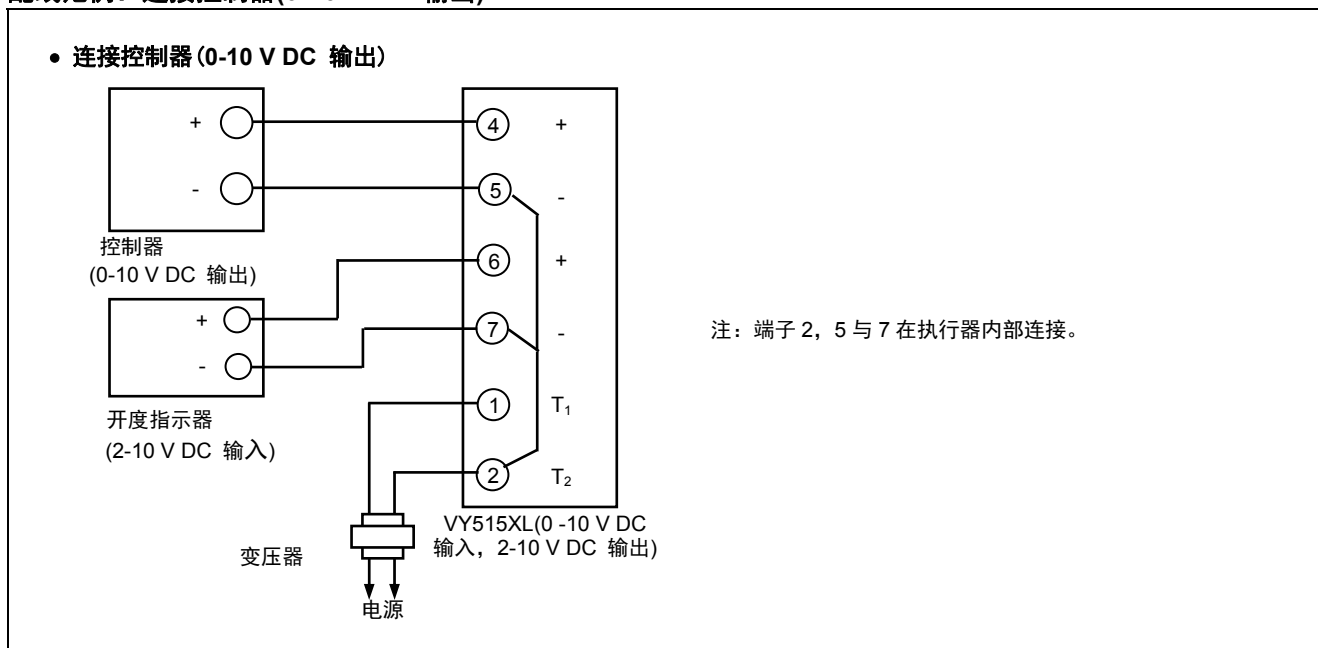 ● 连接控制器(0-10 V DC 输出)
+
-
控制器
(0-10 V DC 输出)
+
-
开度指示器
(2-10 V DC 输入)
4 +
5 -
6 +
7 -
1 T1
2 T2
VY515XL(0 -10 V DC
输入，2-10 V DC 输出)
变压器
电源
注：端子 2，5 与 7 在执行器内部连接。